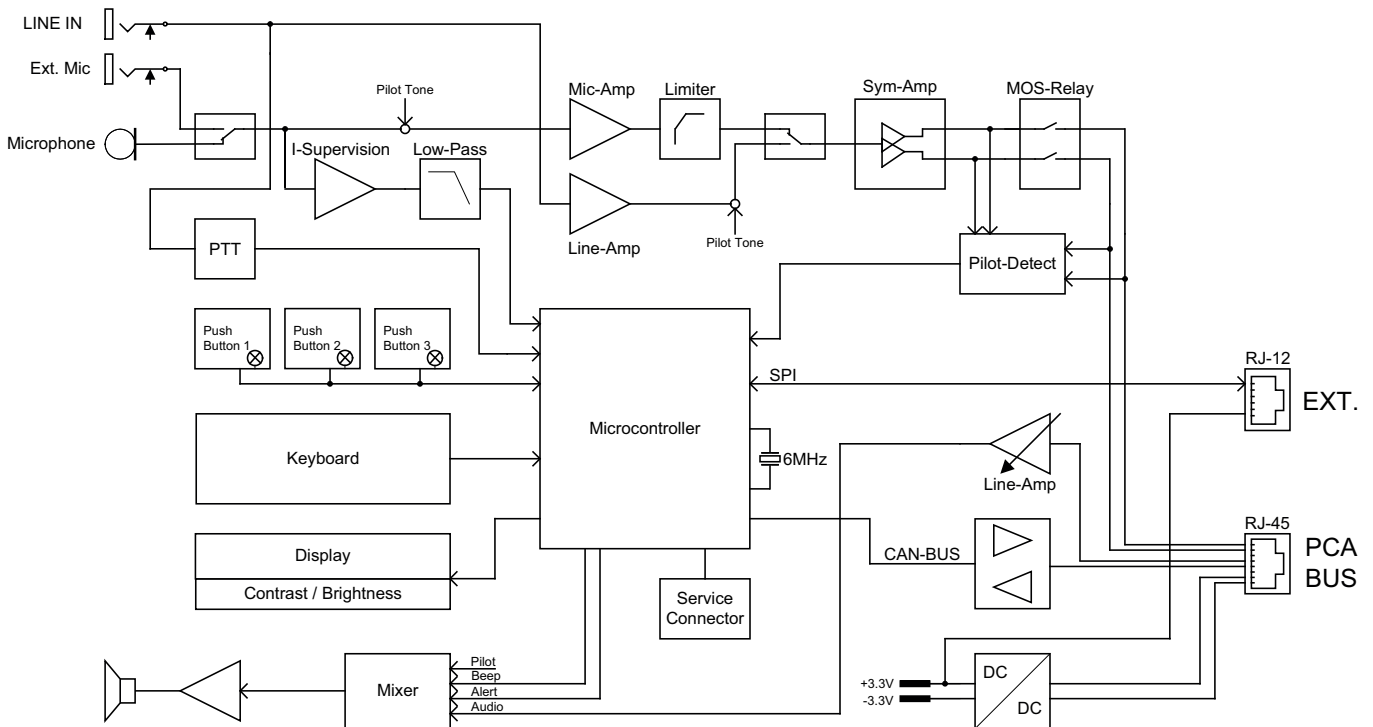 LINE IN
Ext. Mic
Microphone
Pilot Tone
Mic-Amp
Limiter
Sym-Amp
MOS-Relay
I-Supervision
Low-Pass
PTT
Line-Amp
Pilot Tone
Pilot-Detect
Push
Button 1
Push
Button 2
Push
Button 3
SPI
RJ-12
EXT.
Microcontroller
Keyboard
6MHz
Line-Amp
RJ-45
PCA
BUS
Display
Contrast / Brightness
CAN-BUS
Service
Connector
Mixer
Pilot
Beep
Alert
Audio
+3.3V
-3.3V
DC
DC